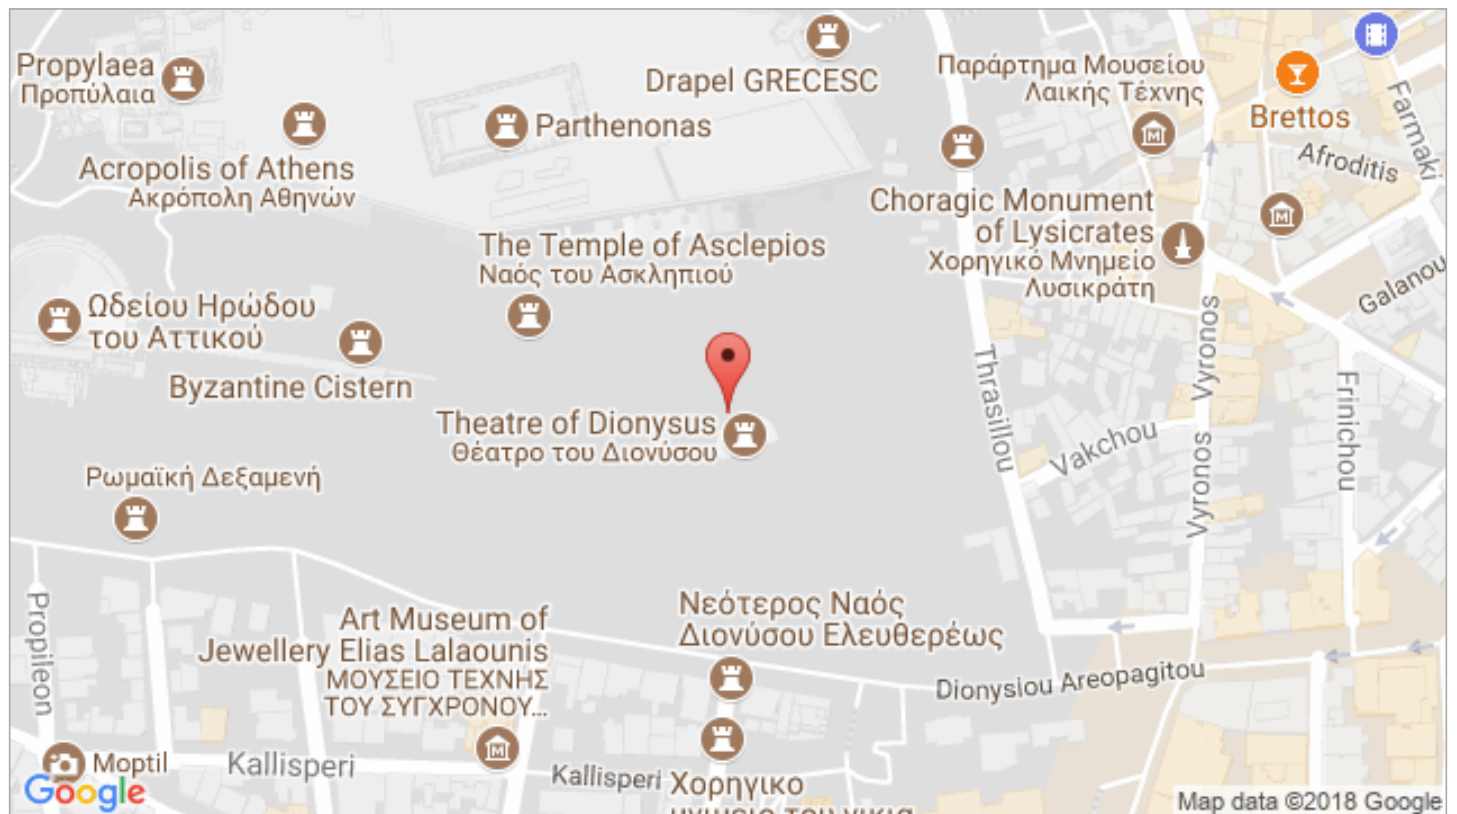 Propylaea
Προπύλαια
Drapel GRECESC
Παράρτημα Μουσείου
Λαικής Τέχνης
Brettos
Farmaki
Afroditis
Acropolis of Athens
Ακρόπολη Αθηνών
Parthenonas
Choragic Monument
of Lysicrates
Χορηγικό Μνημείο
Λυσικράτη
The Temple of Asclepios
Ναός του Ασκληπιού
Galanou
Ωδείου Ηρώδου
του Αττικού
Byzantine Cistern
Thrasillou
Vyronos
Vyronos
Frinichou
Vakchou
Theatre of Dionysus
Θέατρο του Διονύσου
Ρωμαϊκή Δεξαμενή
Propileon
Art Museum of
Jewellery Elias Lalaounis
ΜΟΥΣΕΙΟ ΤΕΧΝΗΣ
ΤΟΥ ΣΥΓΧΡΟΝΟΥ...
Νεότερος Ναός
Διονύσου Ελευθερέως
Dionysiou Areopagitou
Moptil
Kallisperi
Kallisperi
Χορηγικο
μνημειο του νικια
Google
Map data ©2018 Google